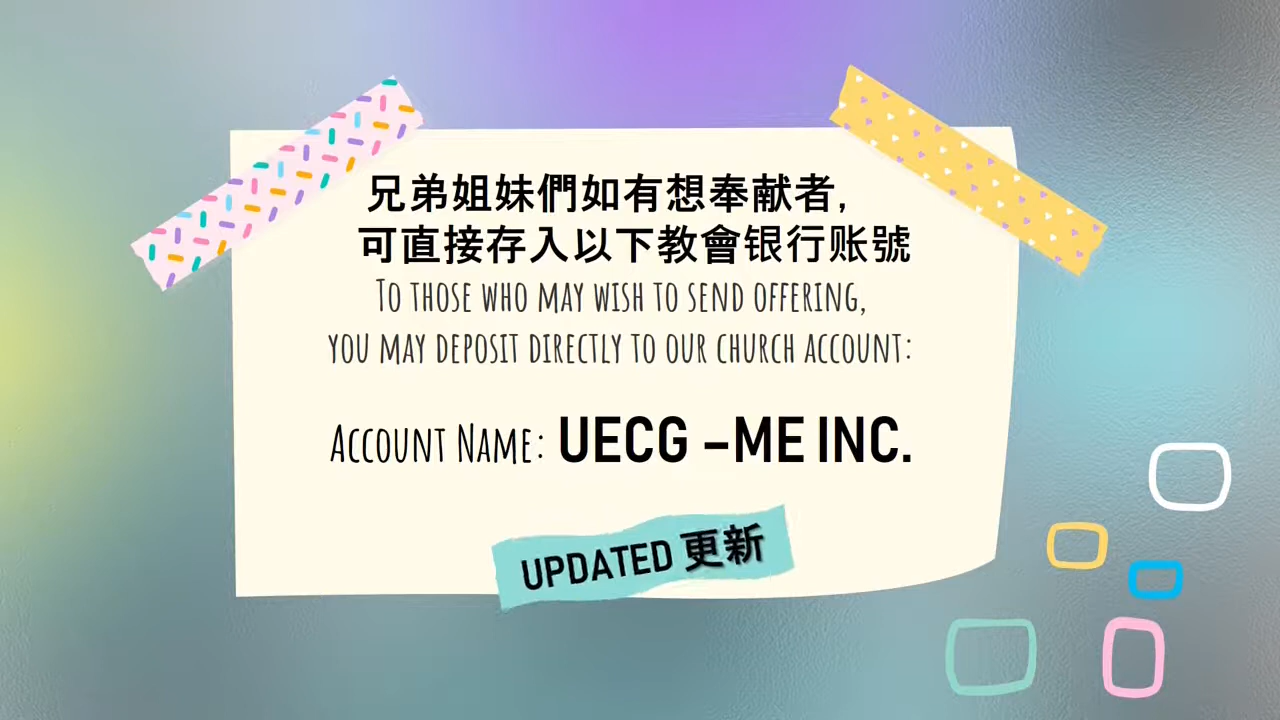 兄弟姐妹們如有想奉献者，
可直接存入以下教會银行账號
To those who may wish to send offering,
you may deposit directly to our church account:
Account Name: UECG –ME INC.
UPDATED 更新